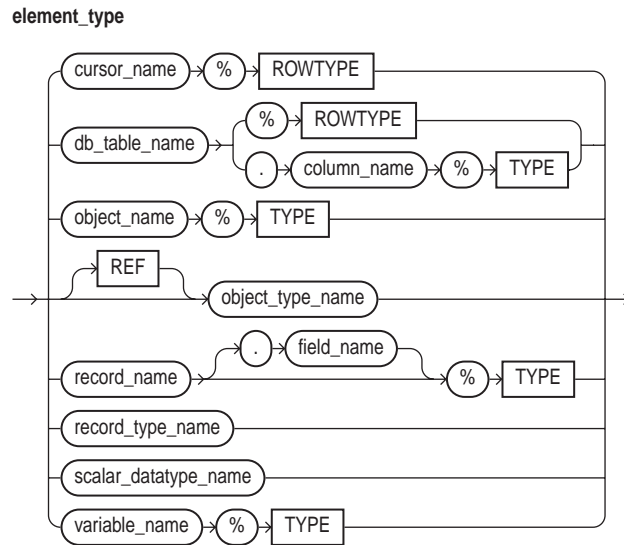 element_type
cursor_name % ROWTYPE
% ROWTYPE
db_table_name
. column_name % TYPE
object_name % TYPE
REF
object_type_name
. field_name
record_name % TYPE
record_type_name
scalar_datatype_name
variable_name % TYPE